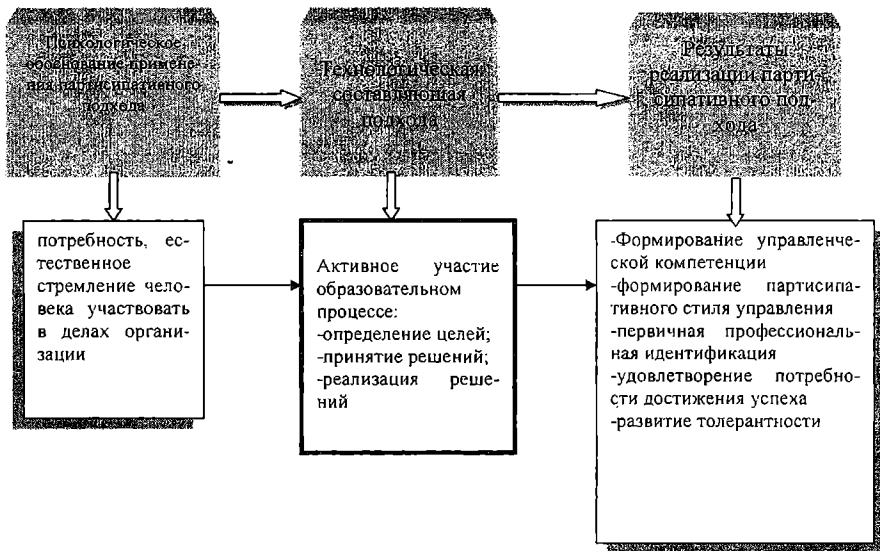 Психологическое
обоснование примене-
ния партисипативного
подхода
Технологическая
составляющая
подхода
Результаты
реализации парти-
сипативного под-
хода
потребность, ес-
тественное
стремление чело-
века участвовать
в делах органи-
зации
Активное участие
образовательном
процессе:
-определение целей;
-принятие решений;
-реализация реше-
ний
-Формирование управленче-
ской компетенции
-формирование партисипа-
тивного стиля управления
-первичная профессиональ-
ная идентификация
-удовлетворение потребно-
сти достижения успеха
-развитие толерантности